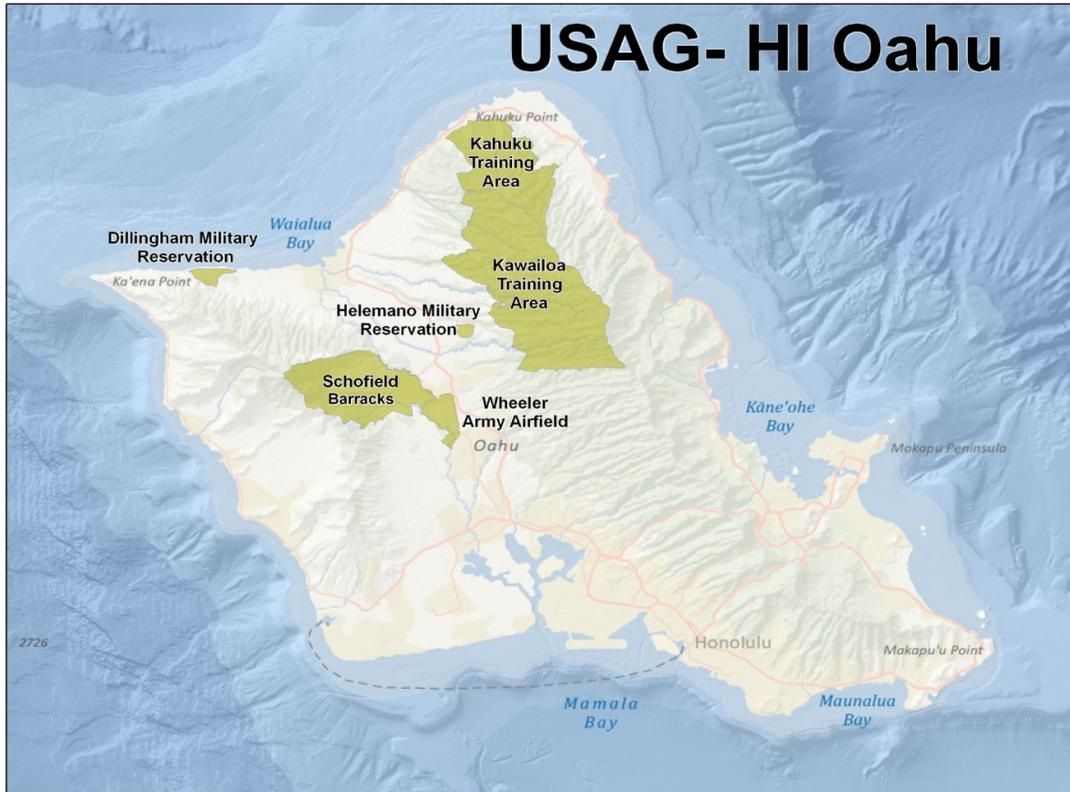 USAG- HI Oahu
Kahuku Point
Kahuku
Training
Area
Waialua
Bay
Dillingham Military
Reservation
Ka'ena Point
Kawailoa
Training
Area
Helemano Military
Reservation
Schofield
Barracks
Wheeler
Army Airfield
Oahu
Kāne'ohe
Bay
Mokapu Peninsula
2726
Honolulu
Makapu'u Point
Mamala
Bay
Maunalua
Bay